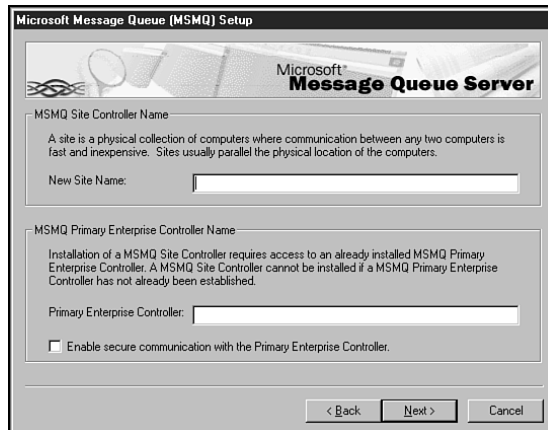 Microsoft Message Queue (MSMQ) Setup
Microsoft
Message Queue Server
MSMQ Site Controller Name
A site is a physical collection of computers where communication between any two computers is
fast and inexpensive. Sites usually parallel the physical location of the computers.
New Site Name:
MSMQ Primary Enterprise Controller Name
Installation of a MSMQ Site Controller requires access to an already installed MSMQ Primary
Enterprise Controller. A MSMQ Site Controller cannot be installed if a MSMQ Primary Enterprise
Controller has not already been established.
Primary Enterprise Controller:
Enable secure communication with the Primary Enterprise Controller.
< Back Next > Cancel